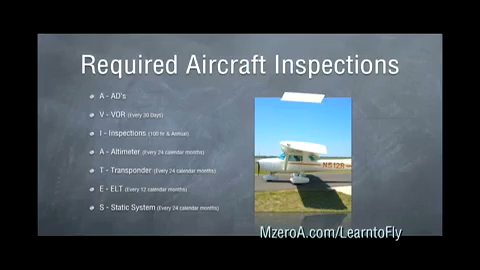 Required Aircraft Inspections
A - AD's
V - VOR (Every 30 Days)
I - Inspections (100 hr & Annual)
A - Altimeter (Every 24 calendar months)
T - Transponder (Every 24 calendar months)
E - ELT (Every 12 calendar months)
S - Static System (Every 24 calendar months)
MzeroA.com/LearntoFly